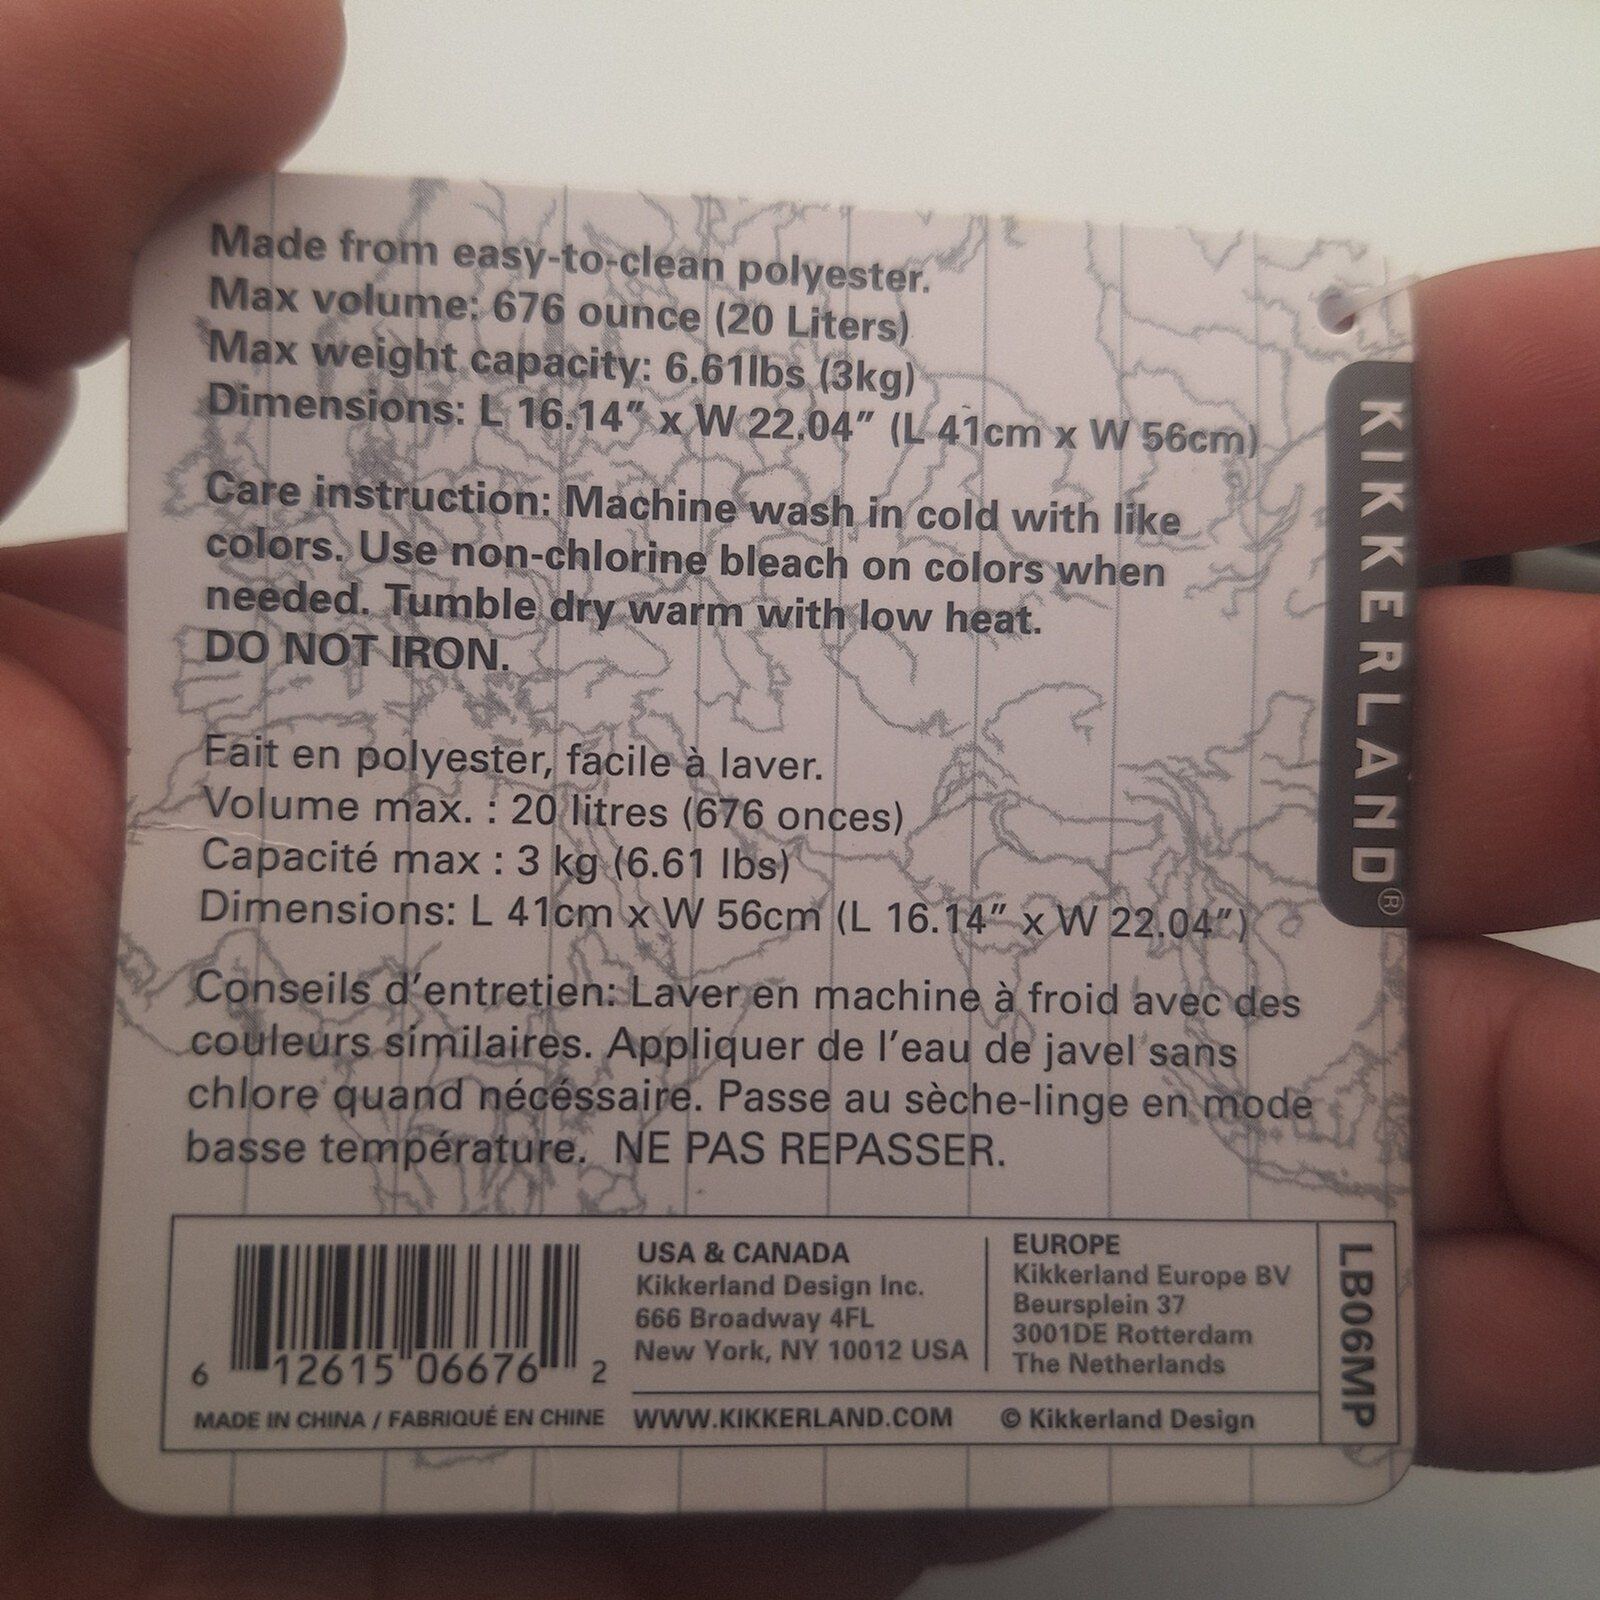 Made from easy-to-clean polyester.
Max volume: 676 ounce (20 Liters)
Max weight capacity: 6.61lbs (3kg)
Dimensions: L 16.14″ x W 22.04″ (L 41cm x W 56cm)
Care instruction: Machine wash in cold with like
colors. Use non-chlorine bleach on colors when
needed. Tumble dry warm with low heat.
DO NOT IRON.
Fait en polyester, facile à laver.
Volume max. : 20 litres (676 onces)
Capacité max : 3 kg (6.61 lbs)
Dimensions: L 41cm x W 56cm (L 16.14″ x W 22.04″)
Conseils d’entretien: Laver en machine à froid avec des
couleurs similaires. Appliquer de l’eau de javel sans
chlore quand nécéssaire. Passe au sèche-linge en mode
basse température. NE PAS REPASSER.
KIKKERLAND®
6 12615 06676 2
MADE IN CHINA / FABRIQUÉ EN CHINE
USA & CANADA
Kikkerland Design Inc.
666 Broadway 4FL
New York, NY 10012 USA
EUROPE
Kikkerland Europe BV
Beursplein 37
3001DE Rotterdam
The Netherlands
WWW.KIKKERLAND.COM
© Kikkerland Design
LB06MP